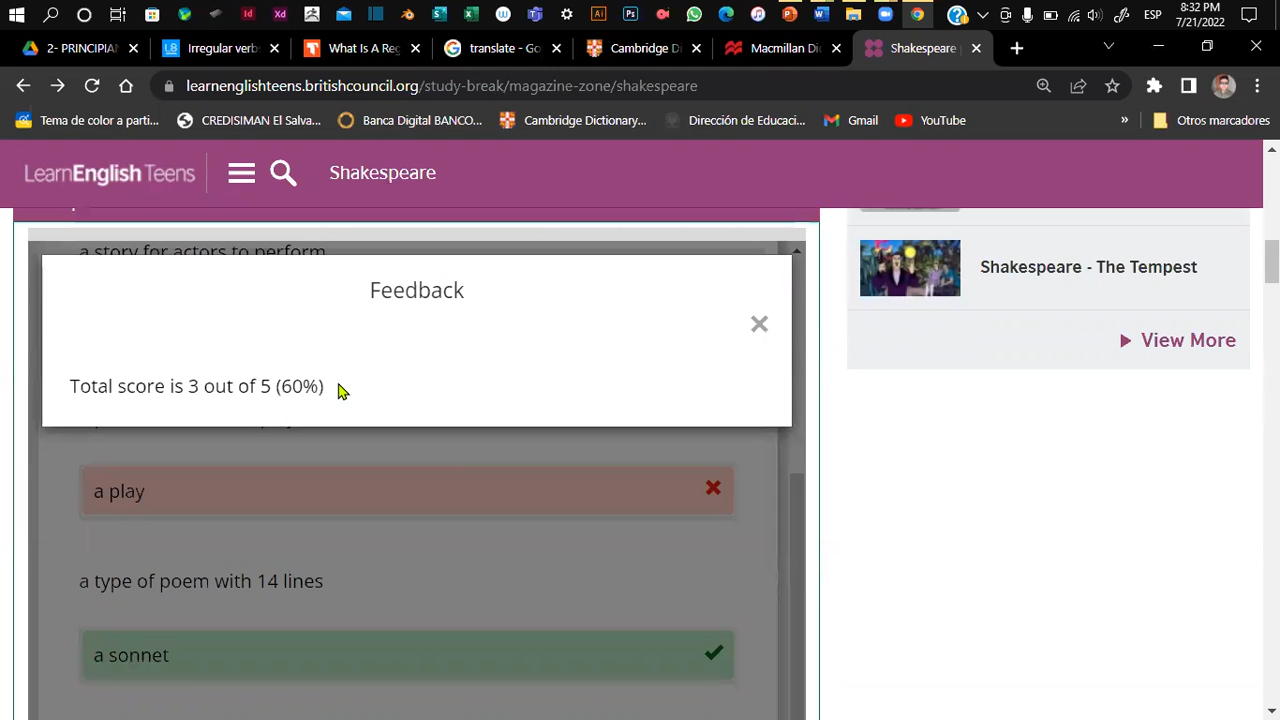 8:32 PM
ESP
7/21/2022
2- PRINCIPIAN
Irregular verb
What Is A Reg
translate - Go
Cambridge Di
Macmillan Dic
Shakespeare
learnenglishteens.britishcouncil.org/study-break/magazine-zone/shakespeare
Tema de color a parti...
CREDISIMAN El Salva...
Banca Digital BANCO...
Cambridge Dictionary...
Dirección de Educaci...
Gmail
YouTube
»
Otros marcadores
LearnEnglish Teens
Shakespeare
a story for actors to perform
Shakespeare - The Tempest
View More
Feedback
Total score is 3 out of 5 (60%)
a play
a type of poem with 14 lines
a sonnet